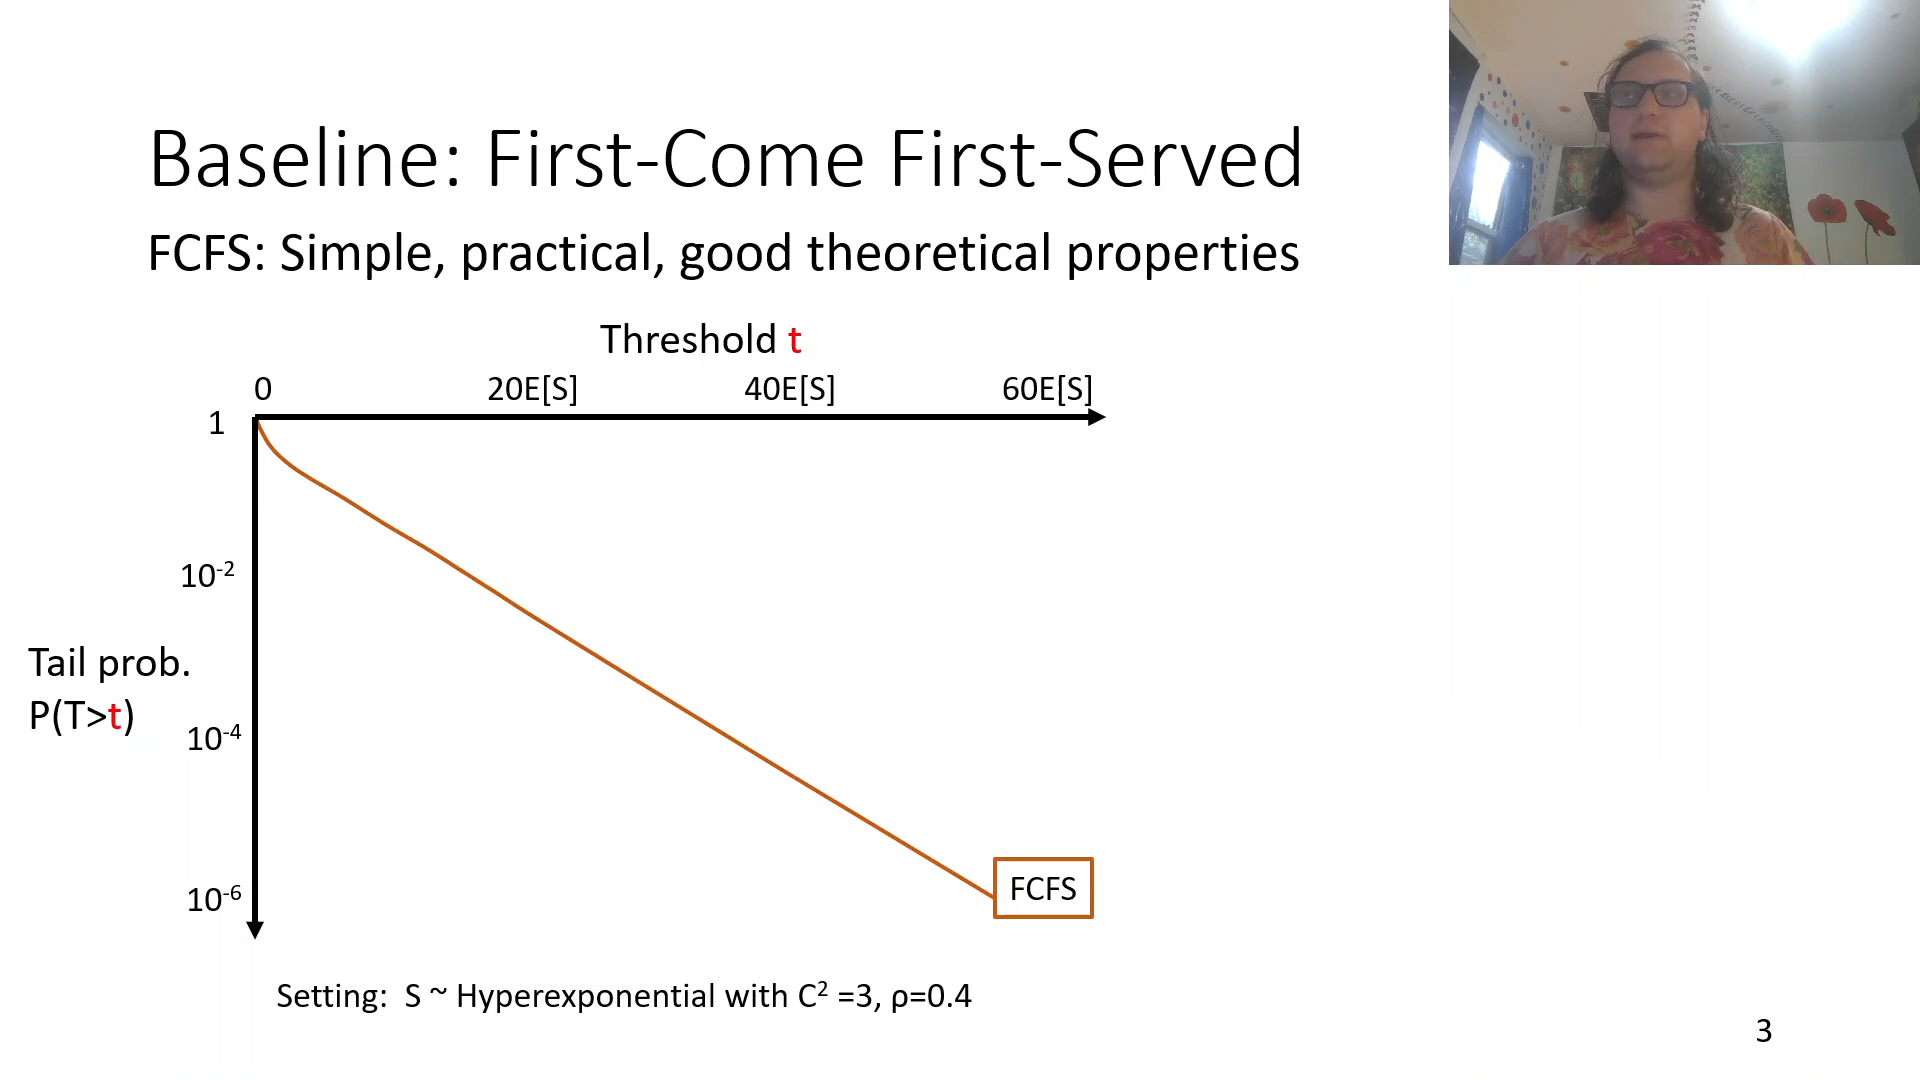 Baseline: First-Come First-Served
FCFS: Simple, practical, good theoretical properties
Threshold t
0 20E[S] 40E[S] 60E[S]
1
10⁻²
Tail prob.
P(T>t)
10⁻⁴
10⁻⁶
FCFS
Setting: S ~ Hyperexponential with C² =3, ρ=0.4
3